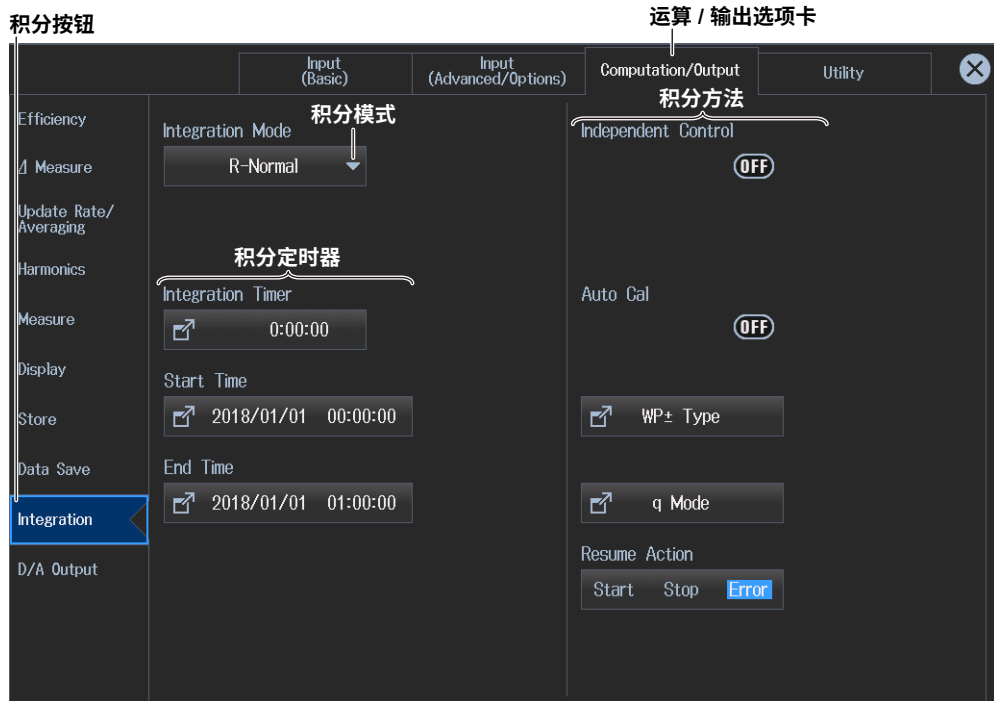 积分按钮
运算 / 输出选项卡
Input
(Basic)
Input
(Advanced/Options)
Computation/Output
Utility
Efficiency
Δ Measure
Update Rate/
Averaging
Harmonics
Measure
Display
Store
Data Save
Integration
D/A Output
积分模式
Integration Mode
R-Normal
积分定时器
Integration Timer
0:00:00
Start Time
2018/01/01 00:00:00
End Time
2018/01/01 01:00:00
积分方法
Independent Control
OFF
Auto Cal
OFF
WP± Type
q Mode
Resume Action
Start Stop Error